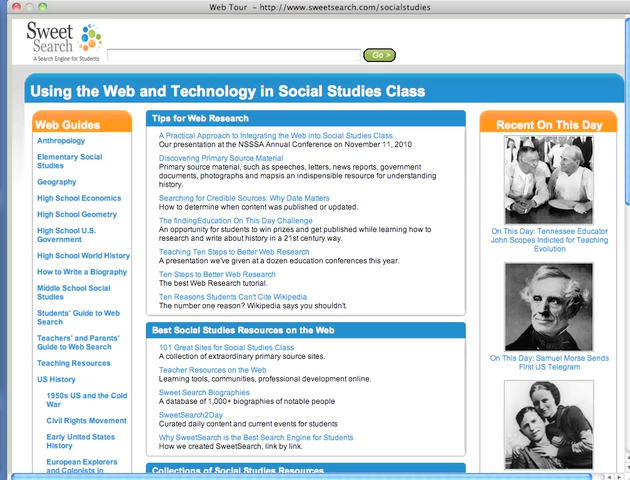 Web Tour – http://www.sweetsearch.com/socialstudies
Sweet
Search
A Search Engine for Students
Go >
Using the Web and Technology in Social Studies Class
Web Guides
Anthropology
Elementary Social
Studies
Geography
High School Economics
High School Geometry
High School U.S.
Government
High School World History
How to Write a Biography
Middle School Social
Studies
Students' Guide to Web
Search
Teachers' and Parents'
Guide to Web Search
Teaching Resources
US History
1950s US and the Cold
War
Civil Rights Movement
Early United States
History
European Explorers
and Colonists in
Tips for Web Research
A Practical Approach to Integrating the Web into Social Studies Class
Our presentation at the NSSSA Annual Conference on November 11, 2010
Discovering Primary Source Material
Primary source material, such as speeches, letters, news reports, government
documents, photographs and mapsis an indispensible resource for understanding
history.
Searching for Credible Sources: Why Date Matters
How to determine when content was published or updated.
The findingEducation On This Day Challenge
An opportunity for students to win prizes and get published while learning how to
research and write about history in a 21st century way.
Teaching Ten Steps to Better Web Research
A presentation we've given at a dozen education conferences this year.
Ten Steps to Better Web Research
The best Web Research tutorial.
Ten Reasons Students Can't Cite Wikipedia
The number one reason? Wikipedia says you shouldn't.
Best Social Studies Resources on the Web
101 Great Sites for Social Studies Class
A collection of extraordinary primary source sites.
Teacher Resources on the Web
Learning tools, communities, professional development online.
Sweet Search Biographies
A database of 1,000+ biographies of notable people
SweetSearch2Day
Curated daily content and current events for students
Why SweetSearch is the Best Search Engine for Students
How we created SweetSearch, link by link.
Collections of Social Studies Resources
Recent On This Day
On This Day: Tennessee Educator
John Scopes Indicted for Teaching
Evolution
On This Day: Samuel Morse Sends
First US Telegram